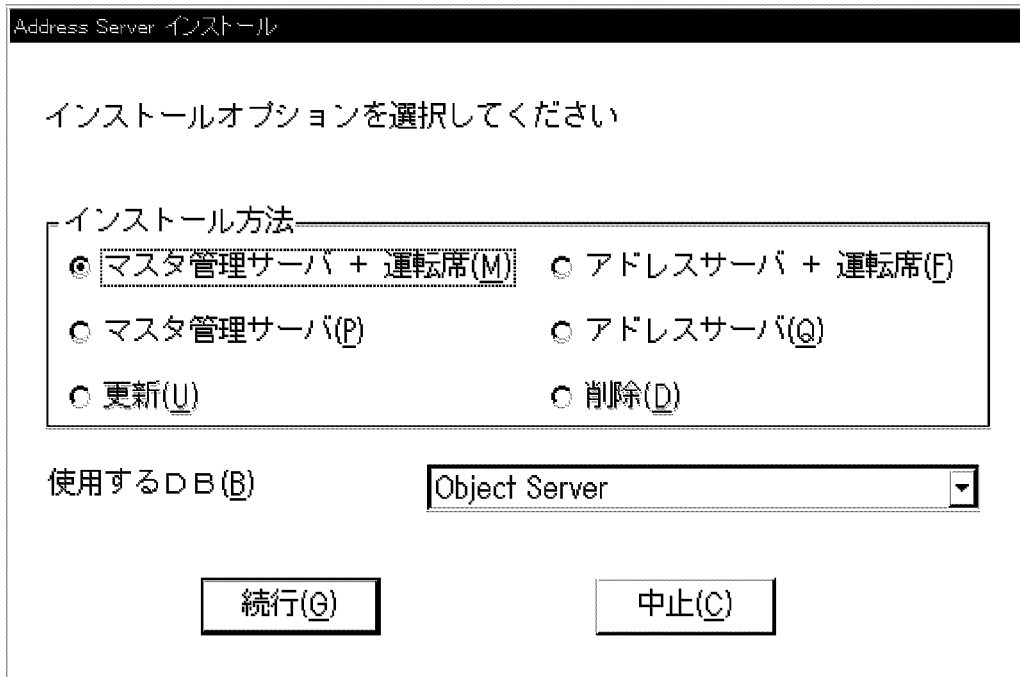 Address Server インストール
インストールオプションを選択してください
インストール方法
マスタ管理サーバ + 運転席(M) アドレスサーバ + 運転席(F)
マスタ管理サーバ(P) アドレスサーバ(Q)
更新(U) 削除(D)
使用するＤＢ(B) Object Server
続行(G) 中止(C)